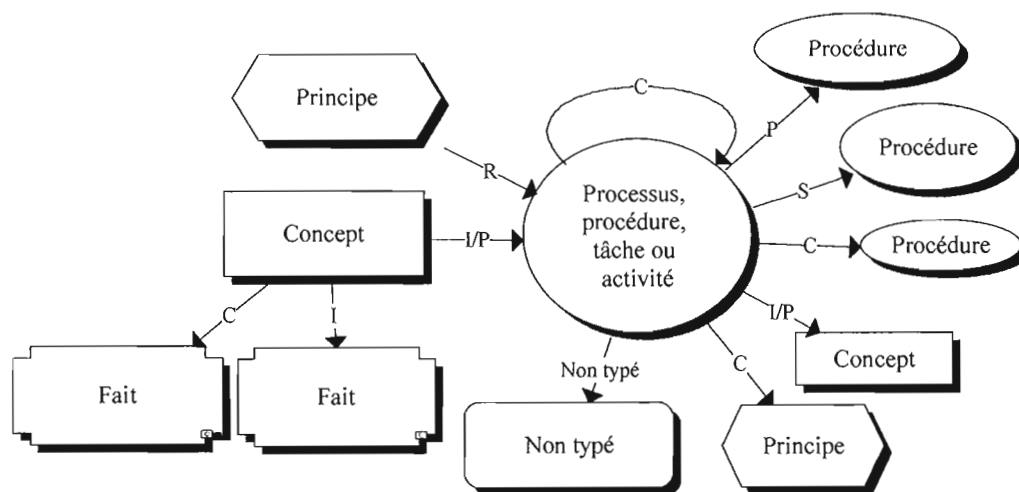 Procédure
C
Principe
P
Procédure
R
S
Processus,
procédure,
tâche ou
activité
Concept
I/P
C
Procédure
C
I
I/P
Concept
Non typé
C
Fait
Fait
Non typé
Principe